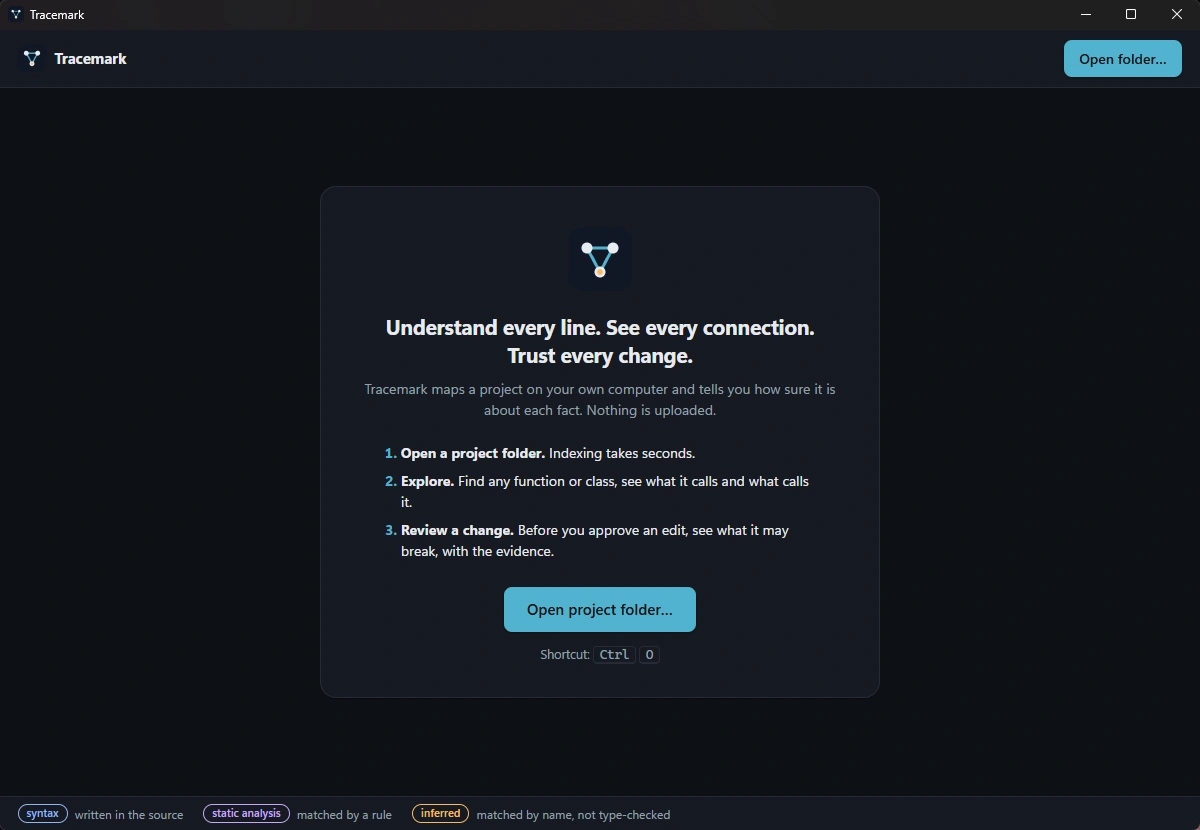 Tracemark
Tracemark
Open folder...
Understand every line. See every connection.
Trust every change.
Tracemark maps a project on your own computer and tells you how sure it is
about each fact. Nothing is uploaded.
1. Open a project folder. Indexing takes seconds.
2. Explore. Find any function or class, see what it calls and what calls
it.
3. Review a change. Before you approve an edit, see what it may
break, with the evidence.
Open project folder...
Shortcut: Ctrl O
syntax written in the source static analysis matched by a rule inferred matched by name, not type-checked